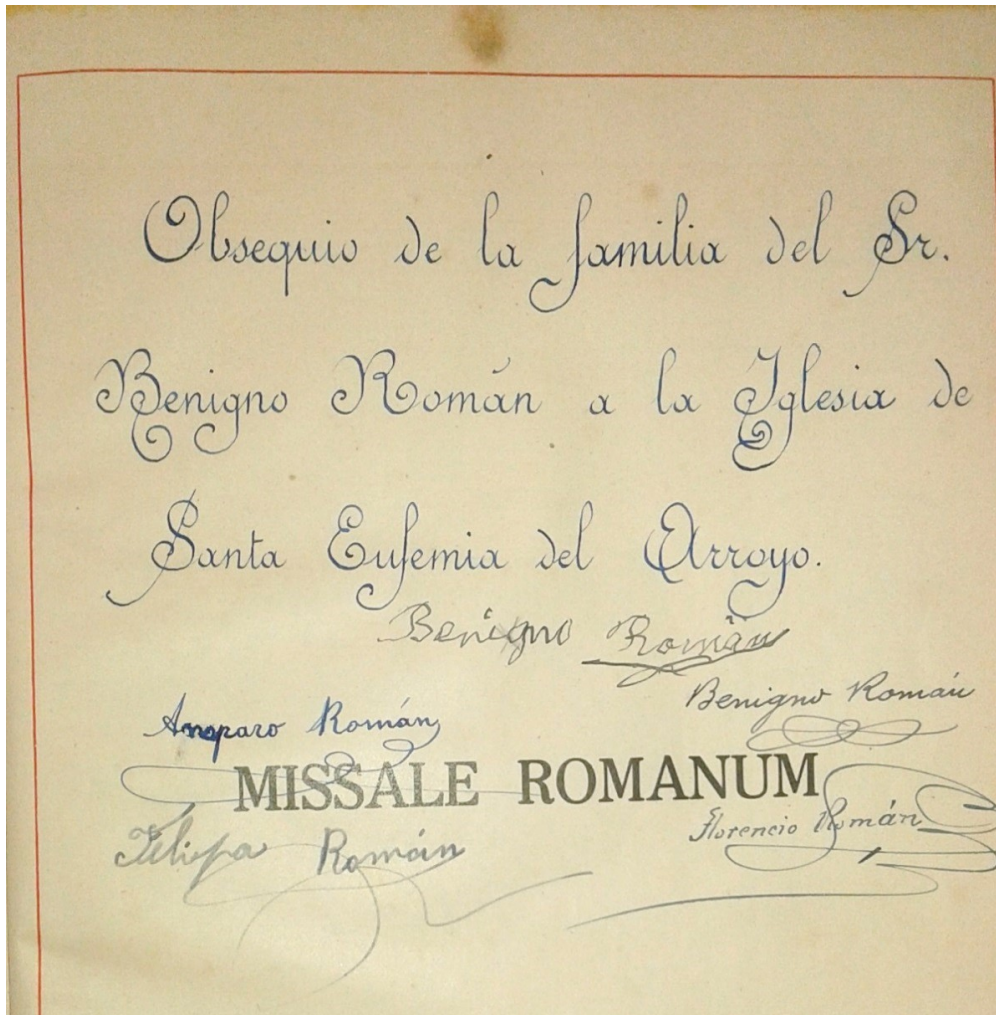 Obsequio de la familia del Sr.
Benigno Román a la Iglesia de
Santa Eufemia del Arroyo.
Benigno Román
Benigno Román
Amparo Román
MISSALE ROMANUM
Florencio Román
Felipa Román